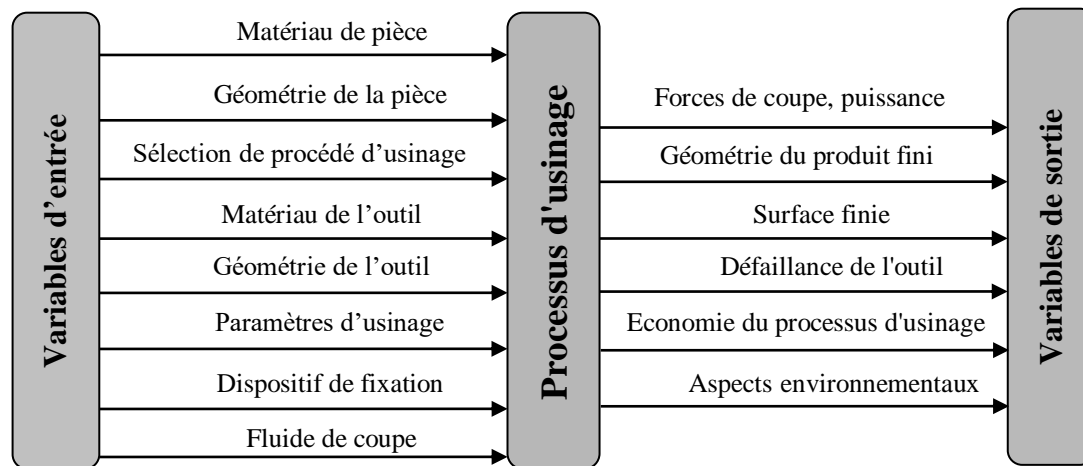 Variables d’entrée
Matériau de pièce
Géométrie de la pièce
Sélection de procédé d’usinage
Matériau de l’outil
Géométrie de l’outil
Paramètres d’usinage
Dispositif de fixation
Fluide de coupe
Processus d'usinage
Forces de coupe, puissance
Géométrie du produit fini
Surface finie
Défaillance de l'outil
Economie du processus d'usinage
Aspects environnementaux
Variables de sortie